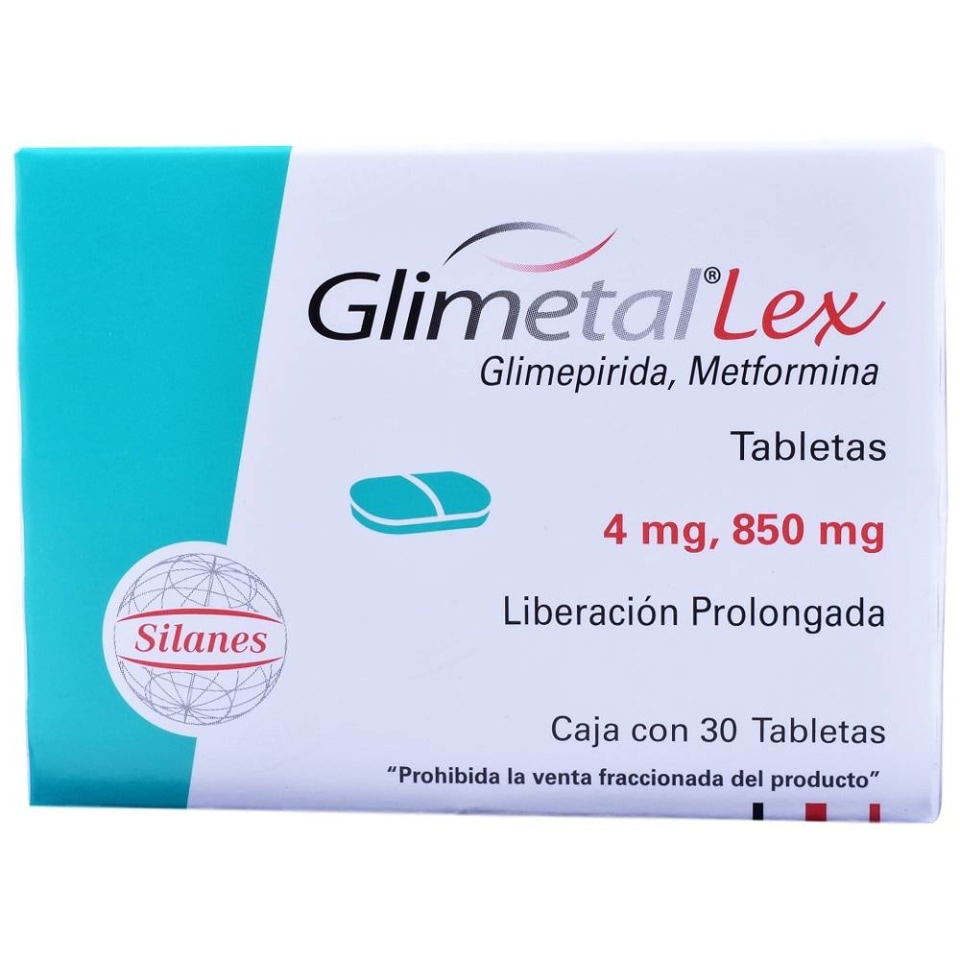 Glimetal® Lex
Glimepirida, Metformina
Tabletas
4 mg, 850 mg
Liberación Prolongada
Silanes
Caja con 30 Tabletas
"Prohibida la venta fraccionada del producto"